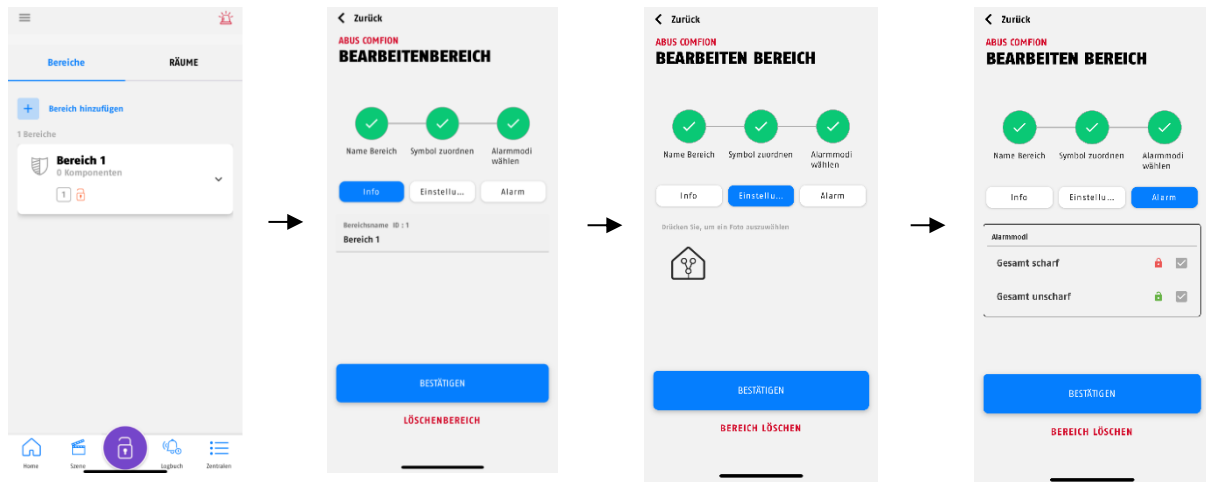 Bereiche RÄUME
+ Bereich hinzufügen
1 Bereiche
Bereich 1
0 Komponenten
1
Home Szene Logbuch Zentralen
Zurück
ABUS COMFION
BEARBEITENBEREICH
Name Bereich Symbol zuordnen Alarmmodi
wählen
Info Einstellu... Alarm
Bereichsname ID : 1
Bereich 1
BESTÄTIGEN
LÖSCHENBEREICH
Zurück
ABUS COMFION
BEARBEITEN BEREICH
Name Bereich Symbol zuordnen Alarmmodi
wählen
Info Einstellu... Alarm
Drücken Sie, um ein Foto auszuwählen
BESTÄTIGEN
BEREICH LÖSCHEN
Zurück
ABUS COMFION
BEARBEITEN BEREICH
Name Bereich Symbol zuordnen Alarmmodi
wählen
Info Einstellu... Alarm
Alarmmodi
Gesamt scharf
Gesamt unscharf
BESTÄTIGEN
BEREICH LÖSCHEN